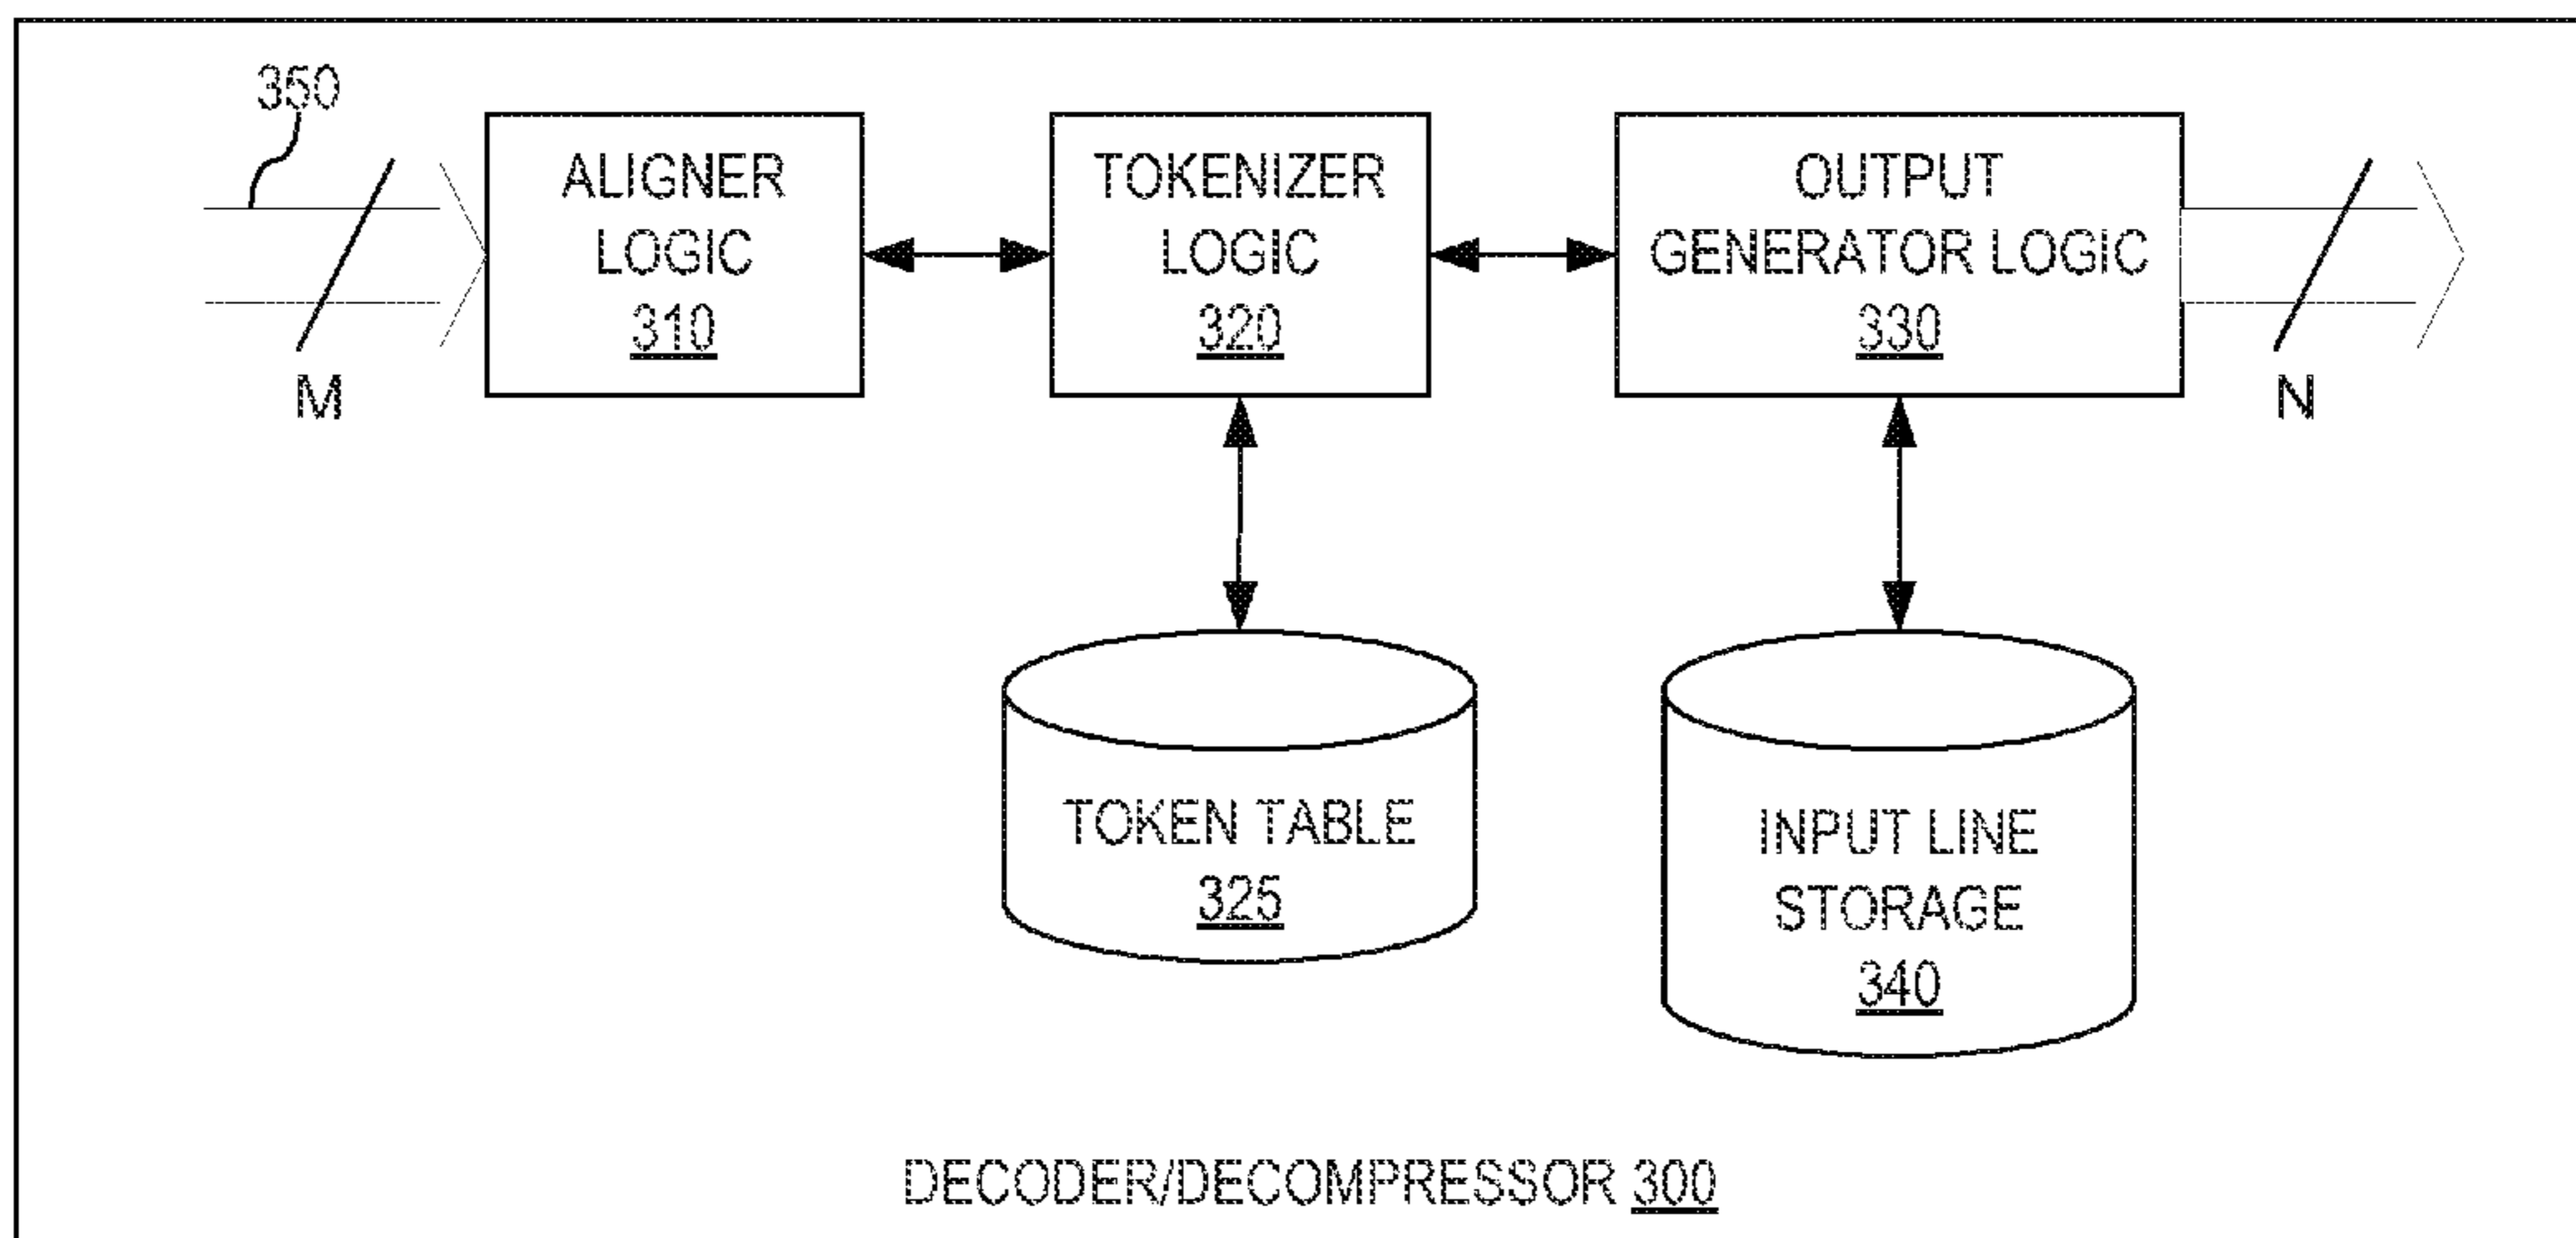 350
M
ALIGNER
LOGIC
310
TOKENIZER
LOGIC
320
OUTPUT
GENERATOR LOGIC
330
N
TOKEN TABLE
325
INPUT LINE
STORAGE
340
DECODER/DECOMPRESSOR 300